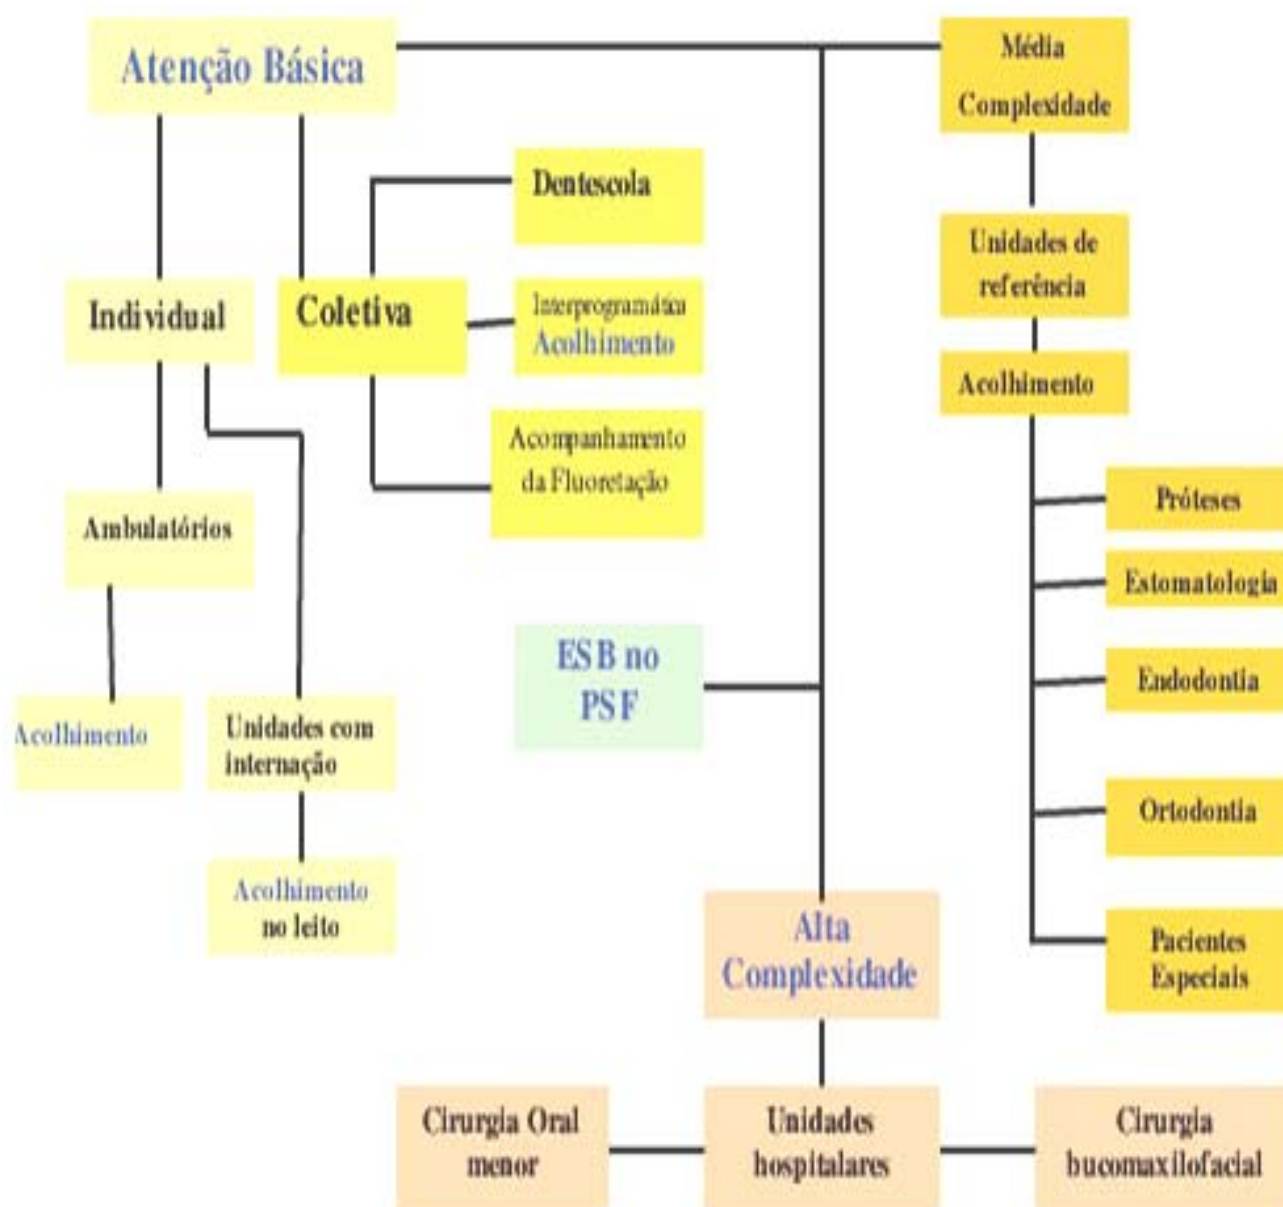 Atenção Básica
Média
Complexidade
Dentescola
Unidades de
referência
Individual
Coletiva
Interprogramática
Acolhimento
Acolhimento
Acompanhamento
da Fluoretação
Próteses
Ambulatórios
Estomatologia
ESB no
PSF
Endodontia
Acolhimento
Unidades com
internação
Ortodontia
Acolhimento
no leito
Alta
Complexidade
Pacientes
Especiais
Cirurgia Oral
menor
Unidades
hospitalares
Cirurgia
bucomaxilofacial